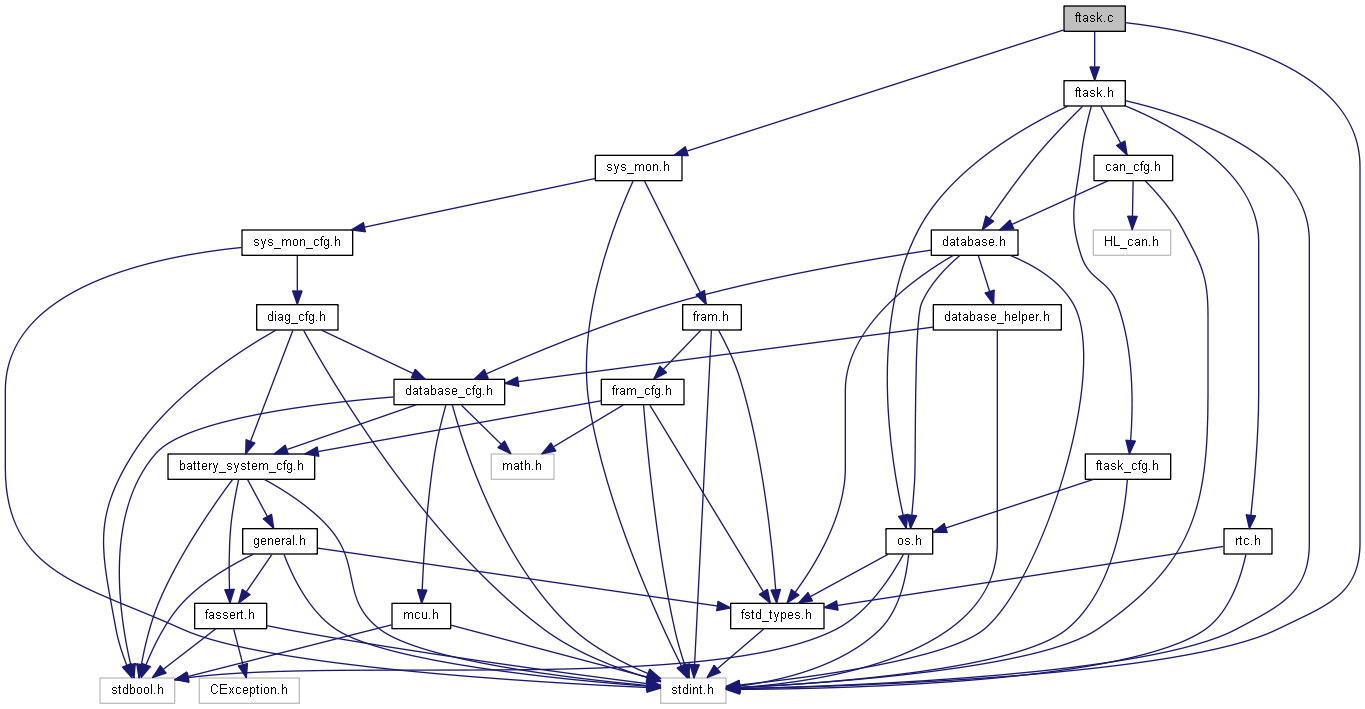 ftask.c
ftask.h
sys_mon.h
can_cfg.h
sys_mon_cfg.h
database.h
HL_can.h
diag_cfg.h
fram.h
database_helper.h
database_cfg.h
fram_cfg.h
battery_system_cfg.h
math.h
ftask_cfg.h
general.h
os.h
rtc.h
fassert.h
mcu.h
fstd_types.h
stdbool.h
CException.h
stdint.h